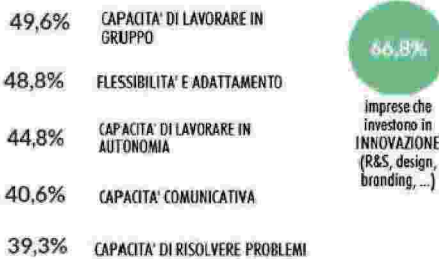 49,6%
CAPACITA' DI LAVORARE IN
GRUPPO
48,8%
FLESSIBILITA' E ADATTAMENTO
44,8%
CAPACITA' DI LAVORARE IN
AUTONOMIA
40,6%
CAPACITA' COMUNICATIVA
39,3%
CAPACITA' DI RISOLVERE PROBLEMI
66,8%
imprese che
investono in
INNOVAZIONE
(R&S, design,
branding, ...)